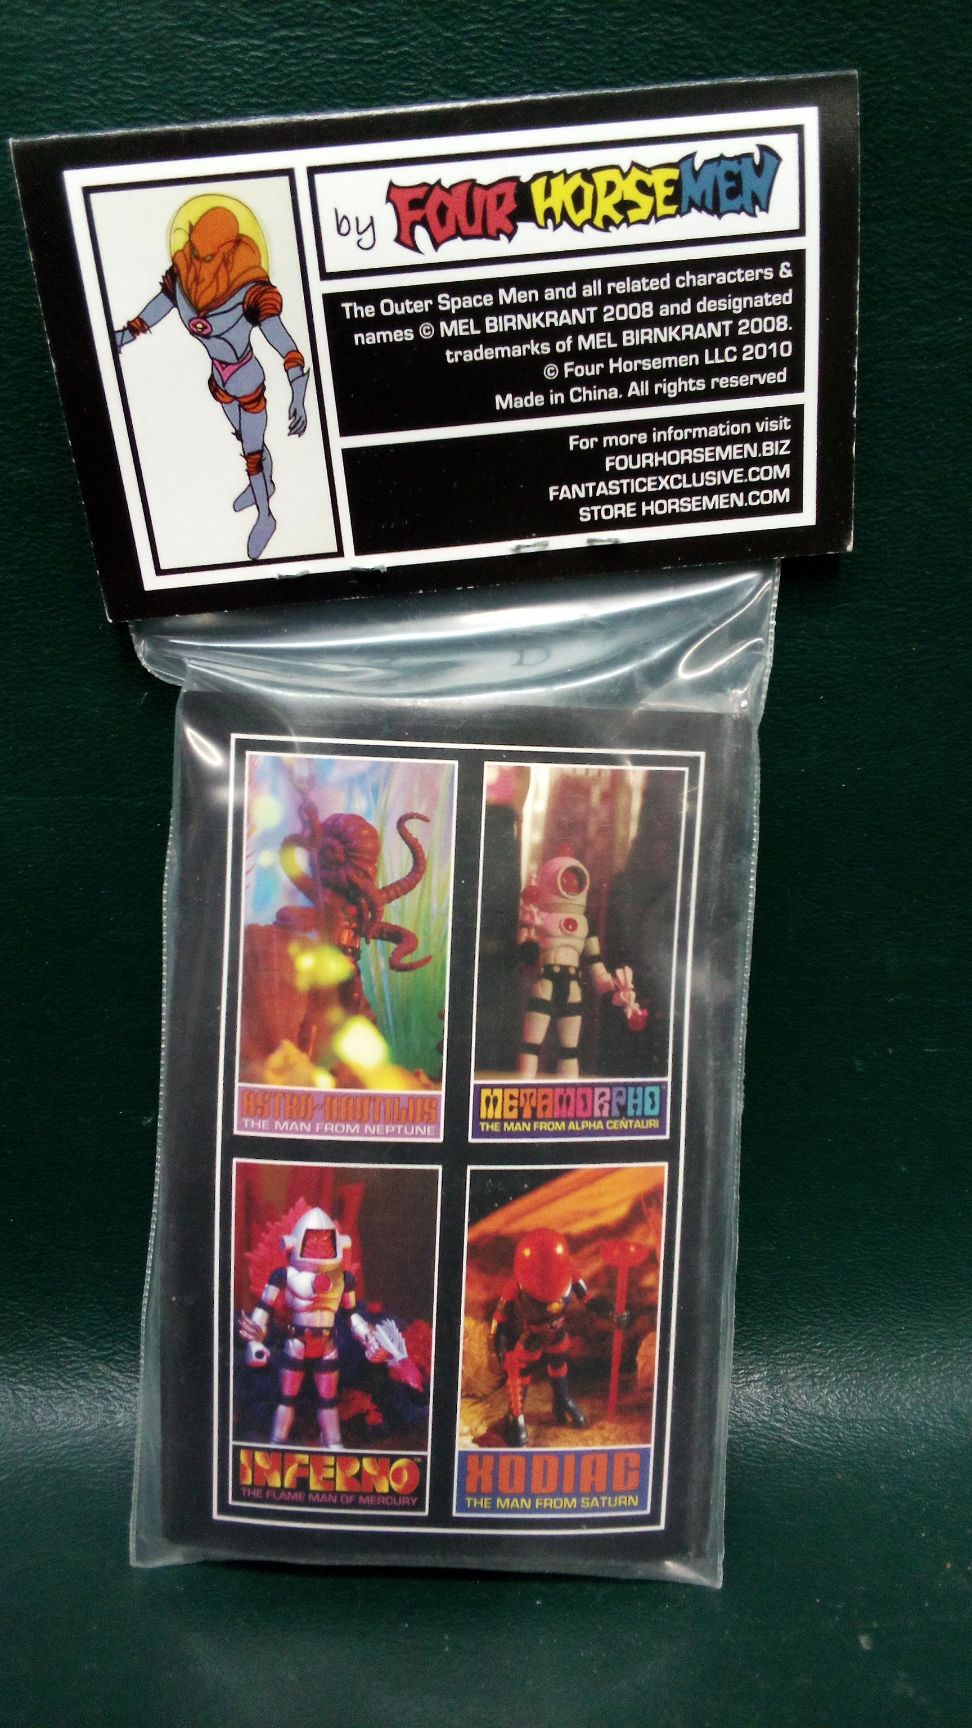 by FOUR HORSEMEN
The Outer Space Men and all related characters &
names © MEL BIRNKRANT 2008 and designated
trademarks of MEL BIRNKRANT 2008.
© Four Horsemen LLC 2010
Made in China. All rights reserved
For more information visit
FOURHORSEMEN.BIZ
FANTASTICEXCLUSIVE.COM
STORE HORSEMEN.COM
ASTRO-NAUTILUS
THE MAN FROM NEPTUNE
METAMORPHO™
THE MAN FROM ALPHA CENTAURI
INFERNO™
THE FLAME MAN OF MERCURY
XODIAC
THE MAN FROM SATURN